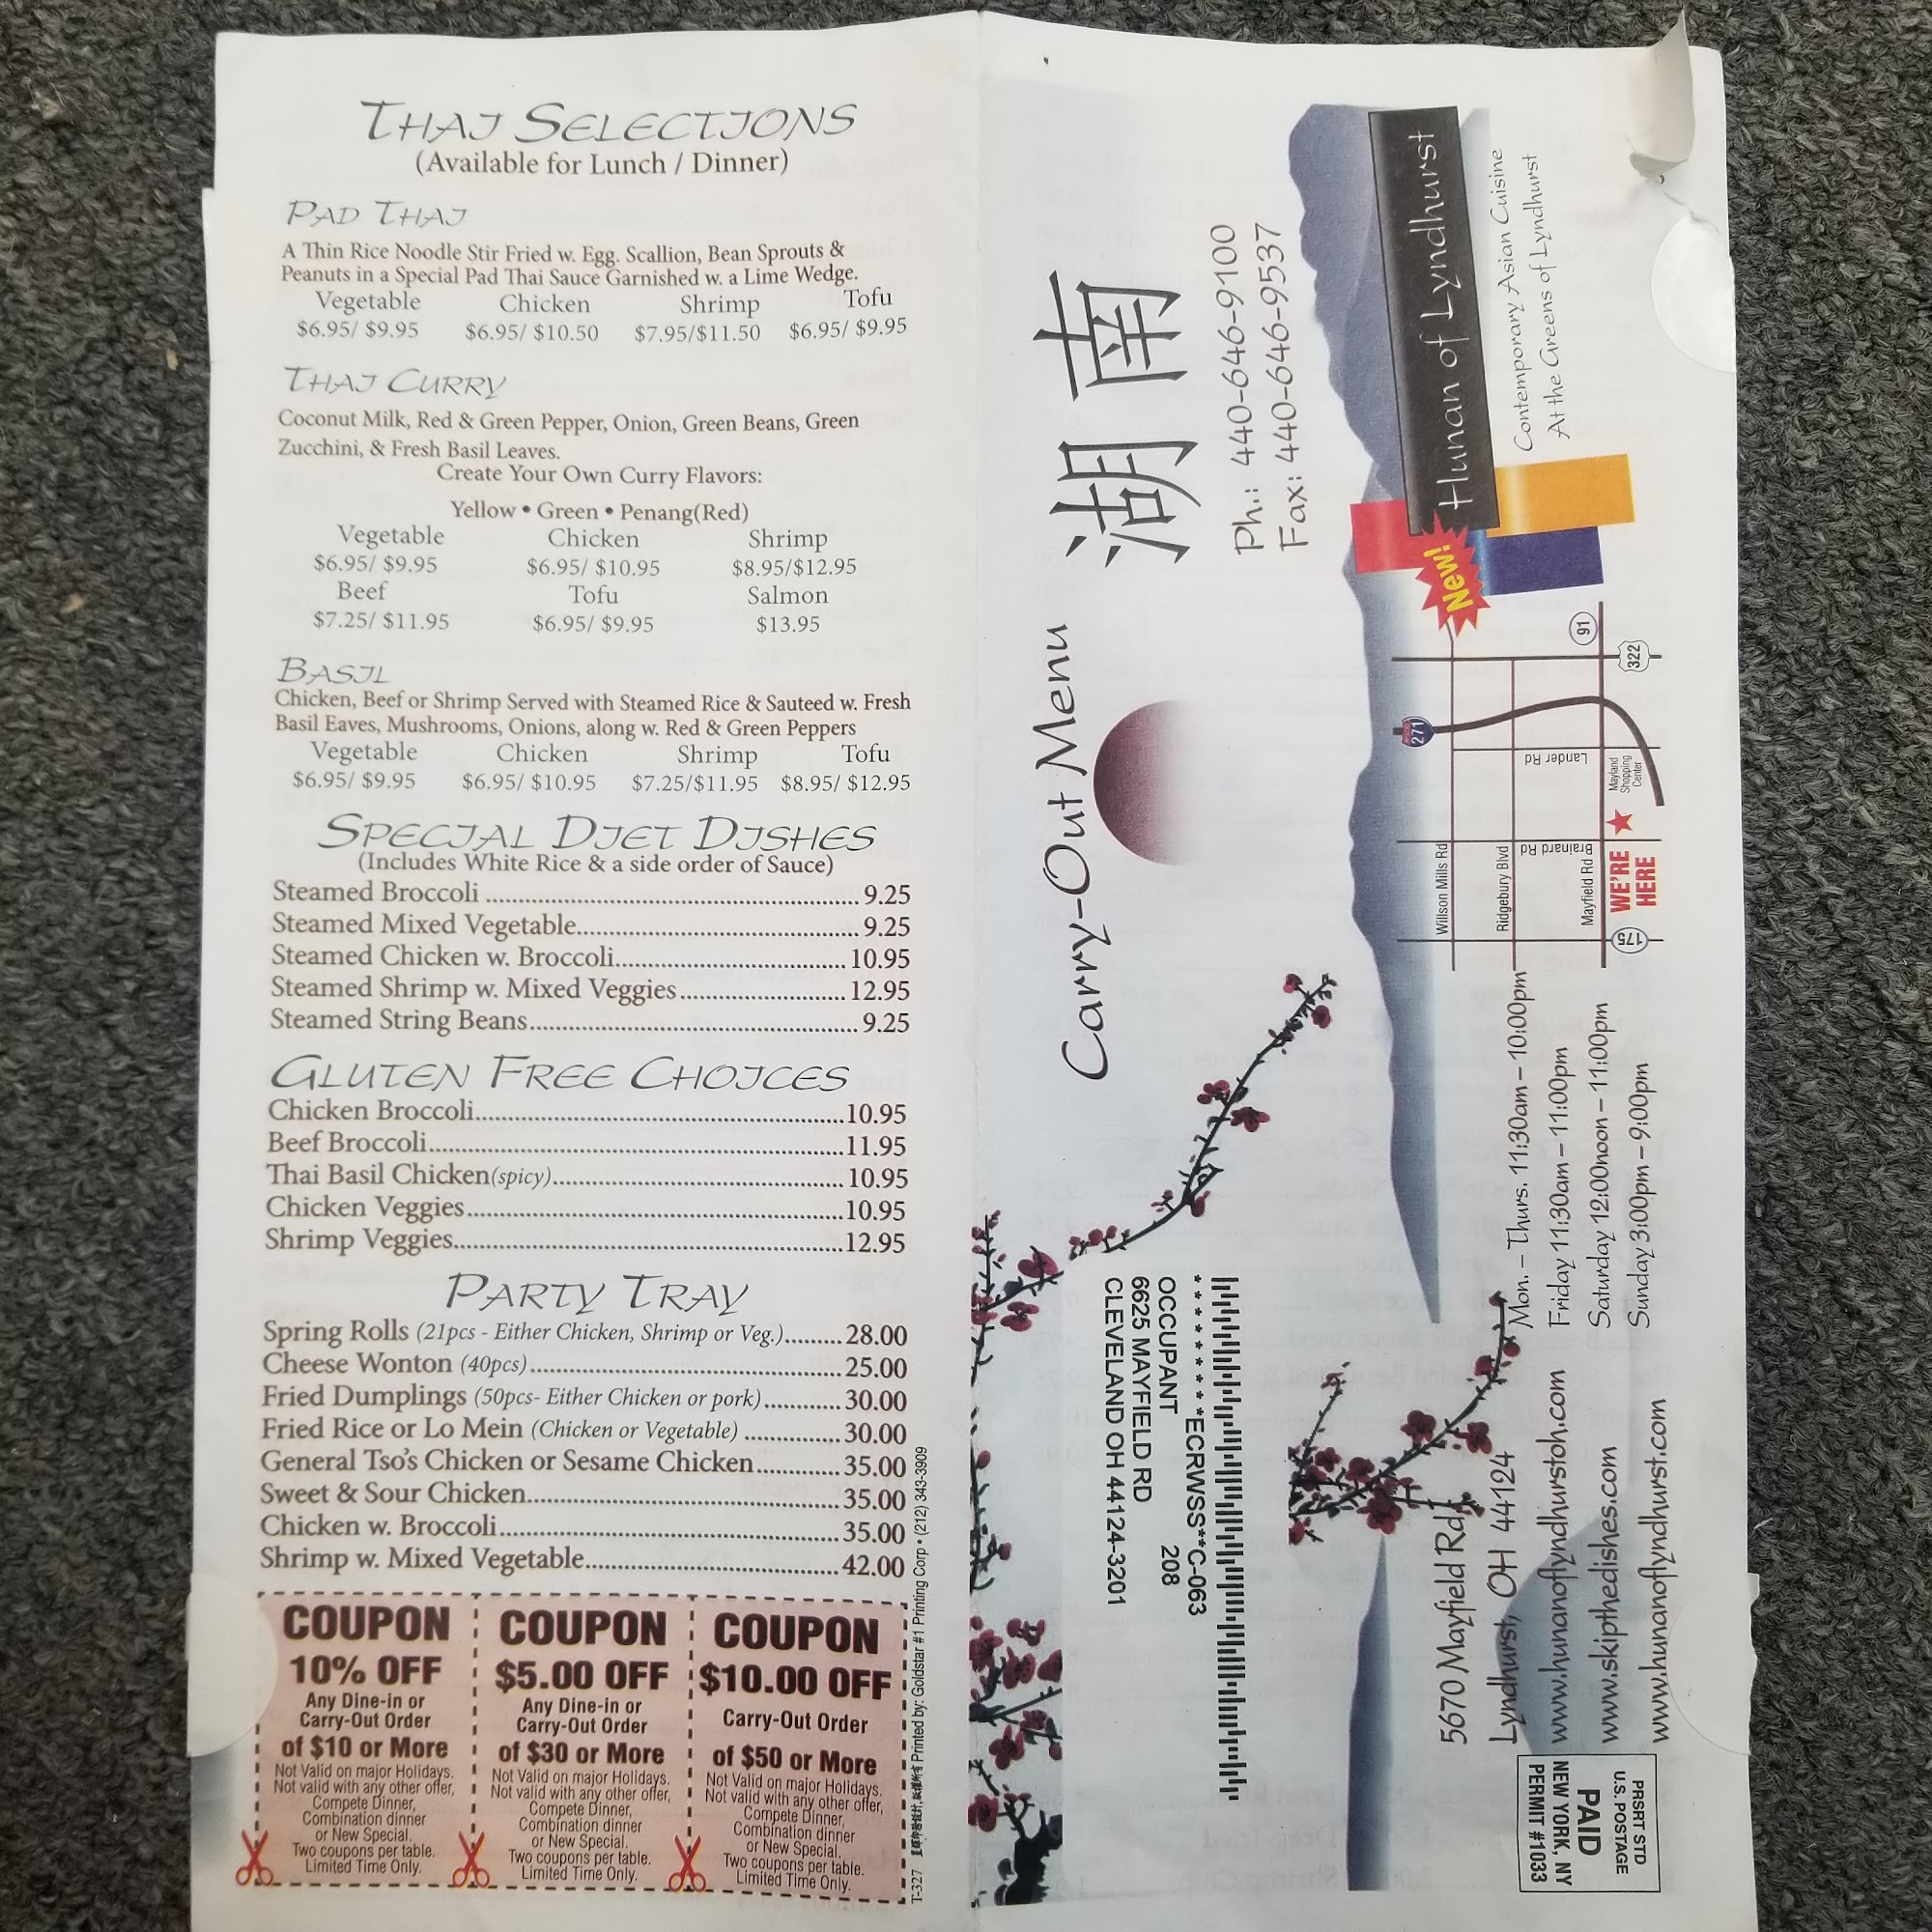 THAI SELECTIONS
(Available for Lunch / Dinner)
PAD THAI
A Thin Rice Noodle Stir Fried w. Egg. Scallion, Bean Sprouts &
Peanuts in a Special Pad Thai Sauce Garnished w. a Lime Wedge.
Vegetable Chicken Shrimp Tofu
$6.95/ $9.95 $6.95/ $10.50 $7.95/$11.50 $6.95/ $9.95
THAI CURRY
Coconut Milk, Red & Green Pepper, Onion, Green Beans, Green
Zucchini, & Fresh Basil Leaves.
Create Your Own Curry Flavors:
Yellow • Green • Penang(Red)
Vegetable Chicken Shrimp
$6.95/ $9.95 $6.95/ $10.95 $8.95/$12.95
Beef Tofu Salmon
$7.25/ $11.95 $6.95/ $9.95 $13.95
BASIL
Chicken, Beef or Shrimp Served with Steamed Rice & Sauteed w. Fresh
Basil Eaves, Mushrooms, Onions, along w. Red & Green Peppers
Vegetable Chicken Shrimp Tofu
$6.95/ $9.95 $6.95/ $10.95 $7.25/$11.95 $8.95/ $12.95
SPECIAL DIET DISHES
(Includes White Rice & a side order of Sauce)
Steamed Broccoli ........ 9.25
Steamed Mixed Vegetable........ 9.25
Steamed Chicken w. Broccoli........ 10.95
Steamed Shrimp w. Mixed Veggies........ 12.95
Steamed String Beans........ 9.25
GLUTEN FREE CHOICES
Chicken Broccoli........10.95
Beef Broccoli........11.95
Thai Basil Chicken(spicy)........10.95
Chicken Veggies........10.95
Shrimp Veggies........12.95
PARTY TRAY
Spring Rolls (21pcs - Either Chicken, Shrimp or Veg.)........28.00
Cheese Wonton (40pcs)........25.00
Fried Dumplings (50pcs- Either Chicken or pork)........30.00
Fried Rice or Lo Mein (Chicken or Vegetable) ........30.00
General Tso's Chicken or Sesame Chicken........35.00
Sweet & Sour Chicken........35.00
Chicken w. Broccoli........35.00
Shrimp w. Mixed Vegetable........42.00
COUPON
10% OFF
Any Dine-in or
Carry-Out Order
of $10 or More
Not Valid on major Holidays.
Not valid with any other offer,
Compete Dinner,
Combination dinner
or New Special.
Two coupons per table.
Limited Time Only.
COUPON
$5.00 OFF
Any Dine-in or
Carry-Out Order
of $30 or More
Not Valid on major Holidays.
Not valid with any other offer,
Compete Dinner,
Combination dinner
or New Special.
Two coupons per table.
Limited Time Only.
COUPON
$10.00 OFF
Carry-Out Order
of $50 or More
Not Valid on major Holidays.
Not valid with any other offer,
Compete Dinner,
Combination dinner
or New Special.
Two coupons per table.
Limited Time Only.
T-327 Printed by: Goldstar #1 Printing Corp • (212) 343-3909
Carry-Out Menu
湖南
Ph.: 440-646-9100
Fax: 440-646-9537
New!
Hunan of Lyndhurst
Contemporary Asian Cuisine
At the Greens of Lyndhurst
Willson Mills Rd
Ridgebury Blvd
Mayfield Rd
Brainard Rd
Lander Rd
271
91
322
175
Mayland
Shopping
Center
WE'RE
HERE
Mon. – Thurs. 11:30am – 10:00pm
Friday 11:30am – 11:00pm
Saturday 12:00noon – 11:00pm
Sunday 3:00pm – 9:00pm
5670 Mayfield Rd.
Lyndhurst, OH 44124
www.hunanoflyndhurstoh.com
www.skipthedishes.com
www.hunanoflyndhurst.com
*********ECRWSS**C-063
OCCUPANT 208
6625 MAYFIELD RD
CLEVELAND OH 44124-3201
PRSRT STD
U.S. POSTAGE
PAID
NEW YORK, NY
PERMIT #1033